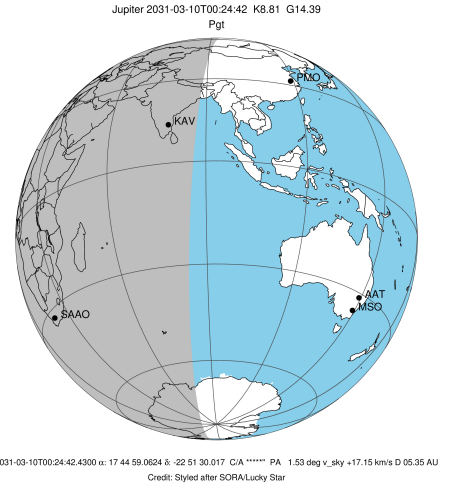 Jupiter 2031-03-10T00:24:42 K8.81 G14.39
Pgt
PMO
KAV
AAT
MSO
SAAO
031-03-10T00:24:42.4300 α: 17 44 59.0624 δ: -22 51 30.017 C/A *****" PA 1.53 deg v_sky +17.15 km/s D 05.35 AU
Credit: Styled after SORA/Lucky Star